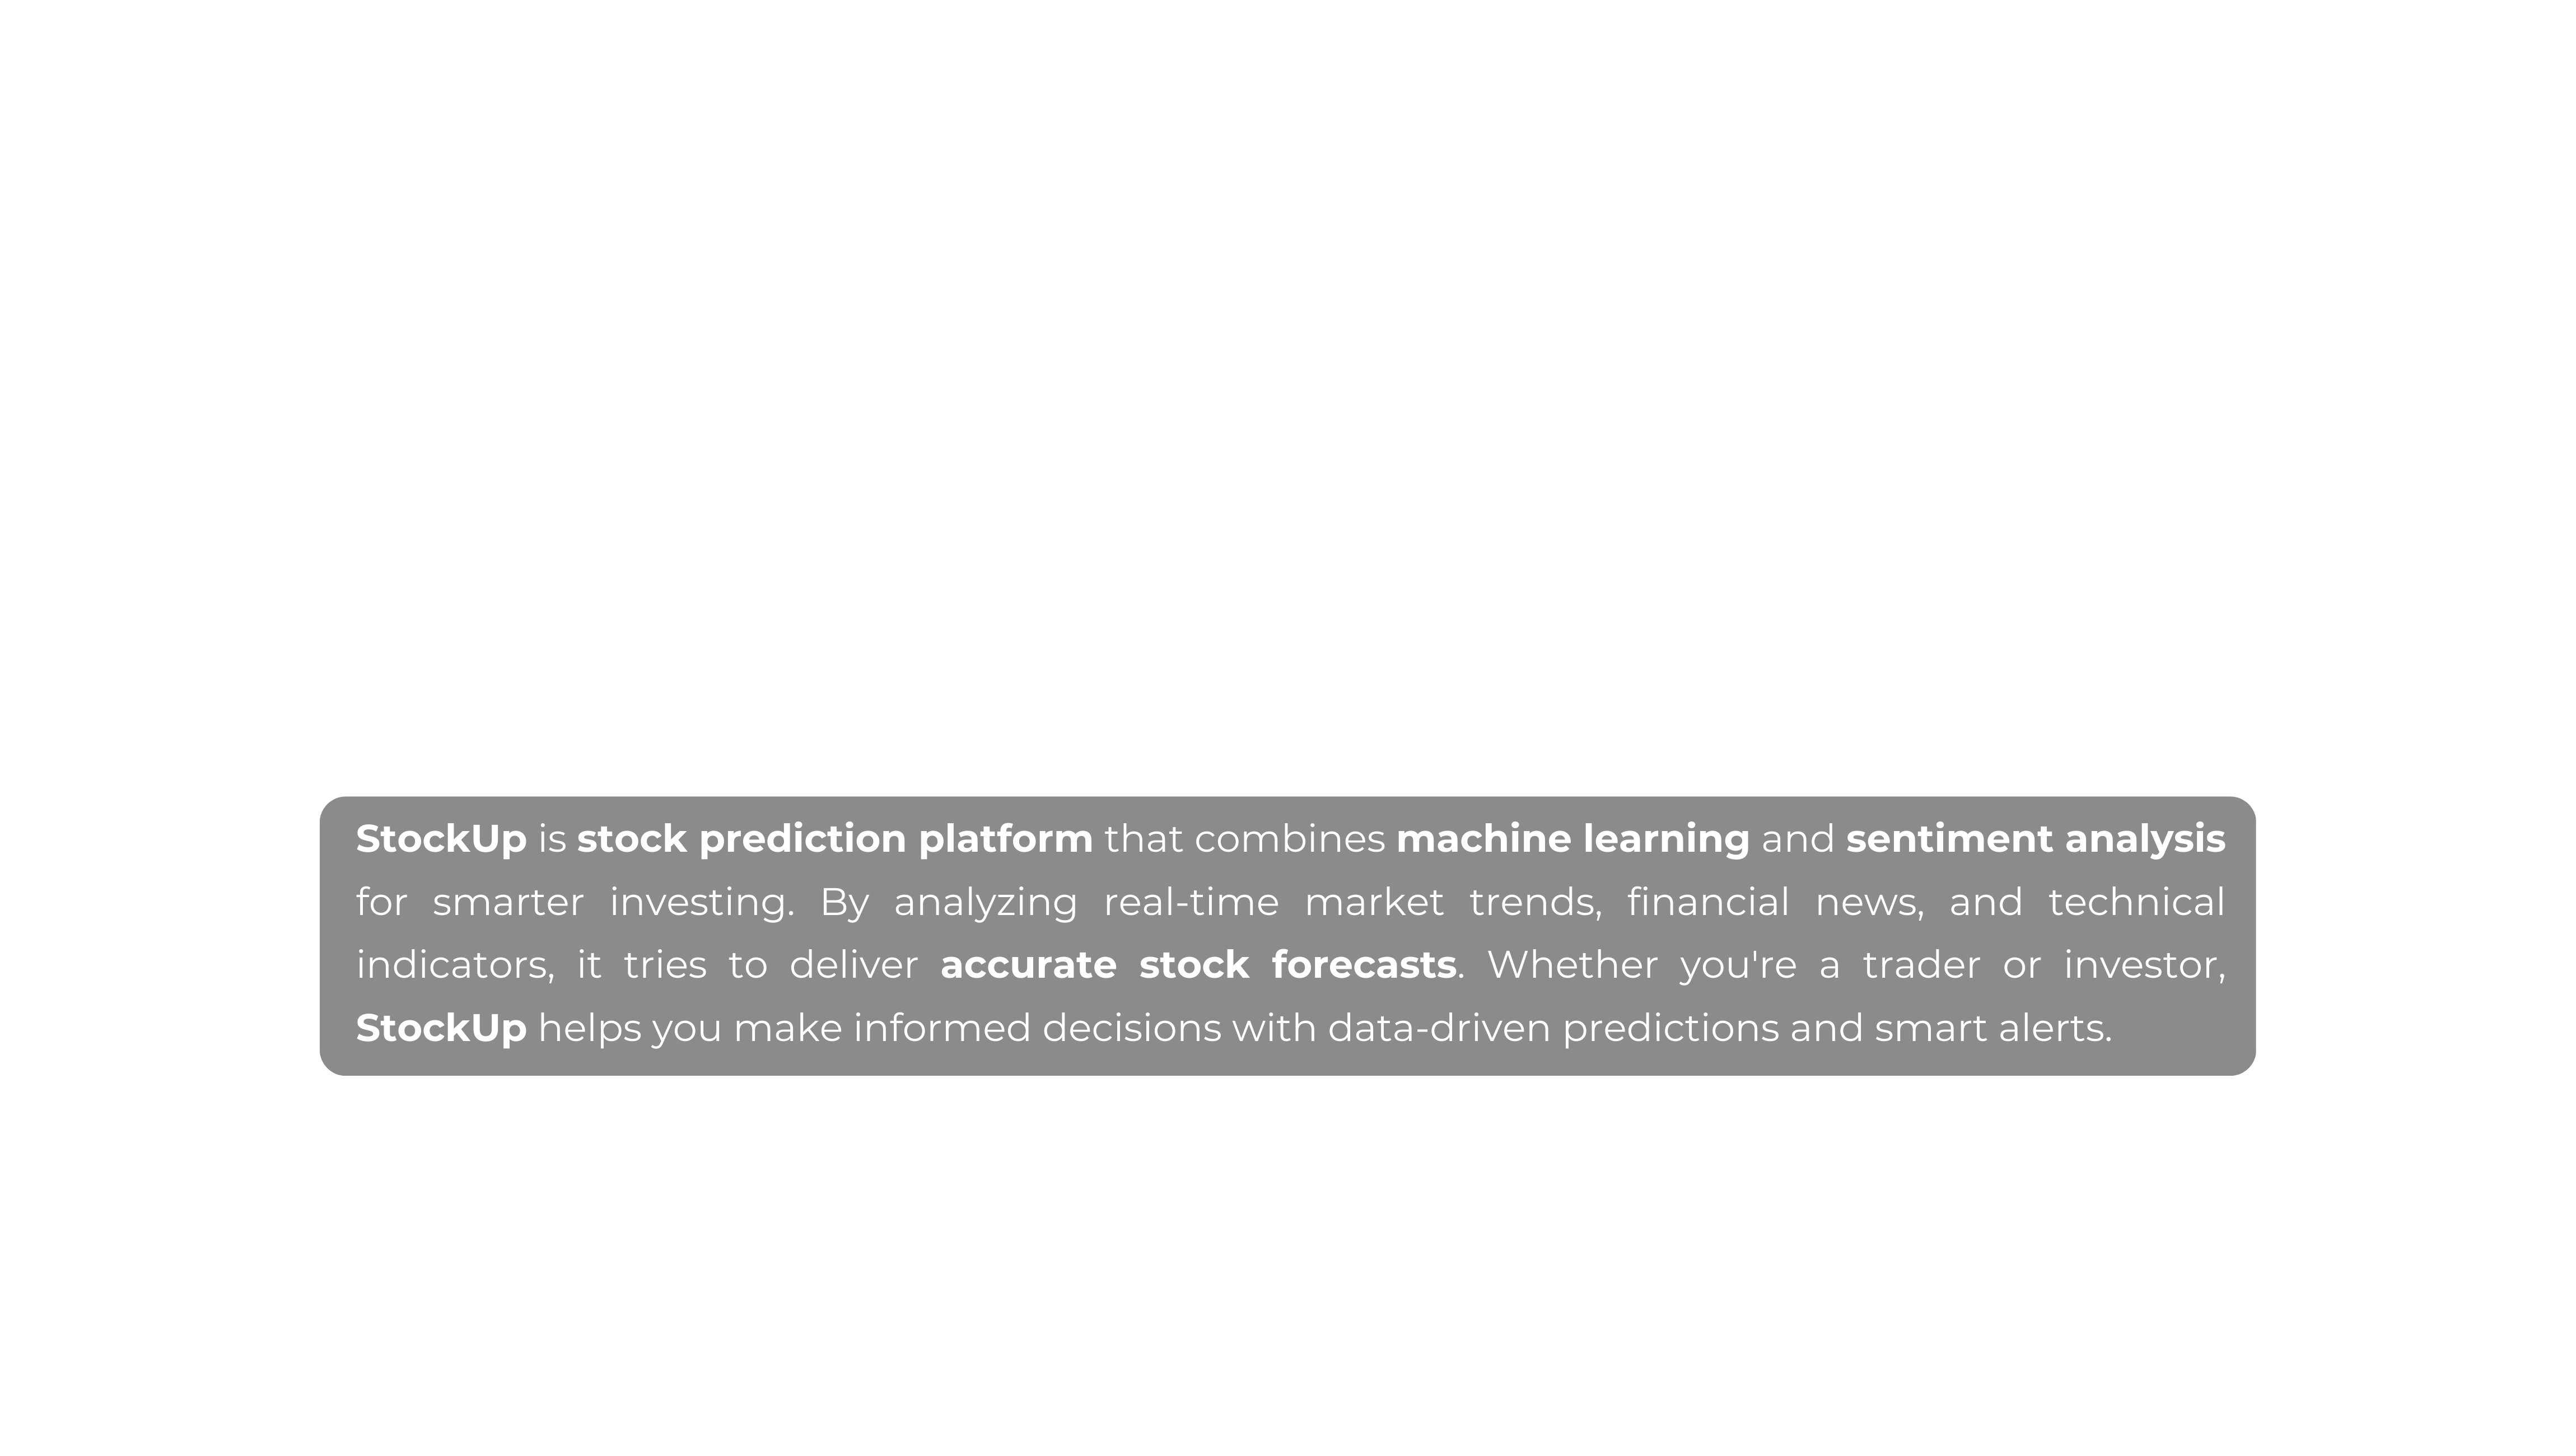 StockUp is stock prediction platform that combines machine learning and sentiment analysis
for smarter investing. By analyzing real-time market trends, financial news, and technical
indicators, it tries to deliver accurate stock forecasts. Whether you're a trader or investor,
StockUp helps you make informed decisions with data-driven predictions and smart alerts.